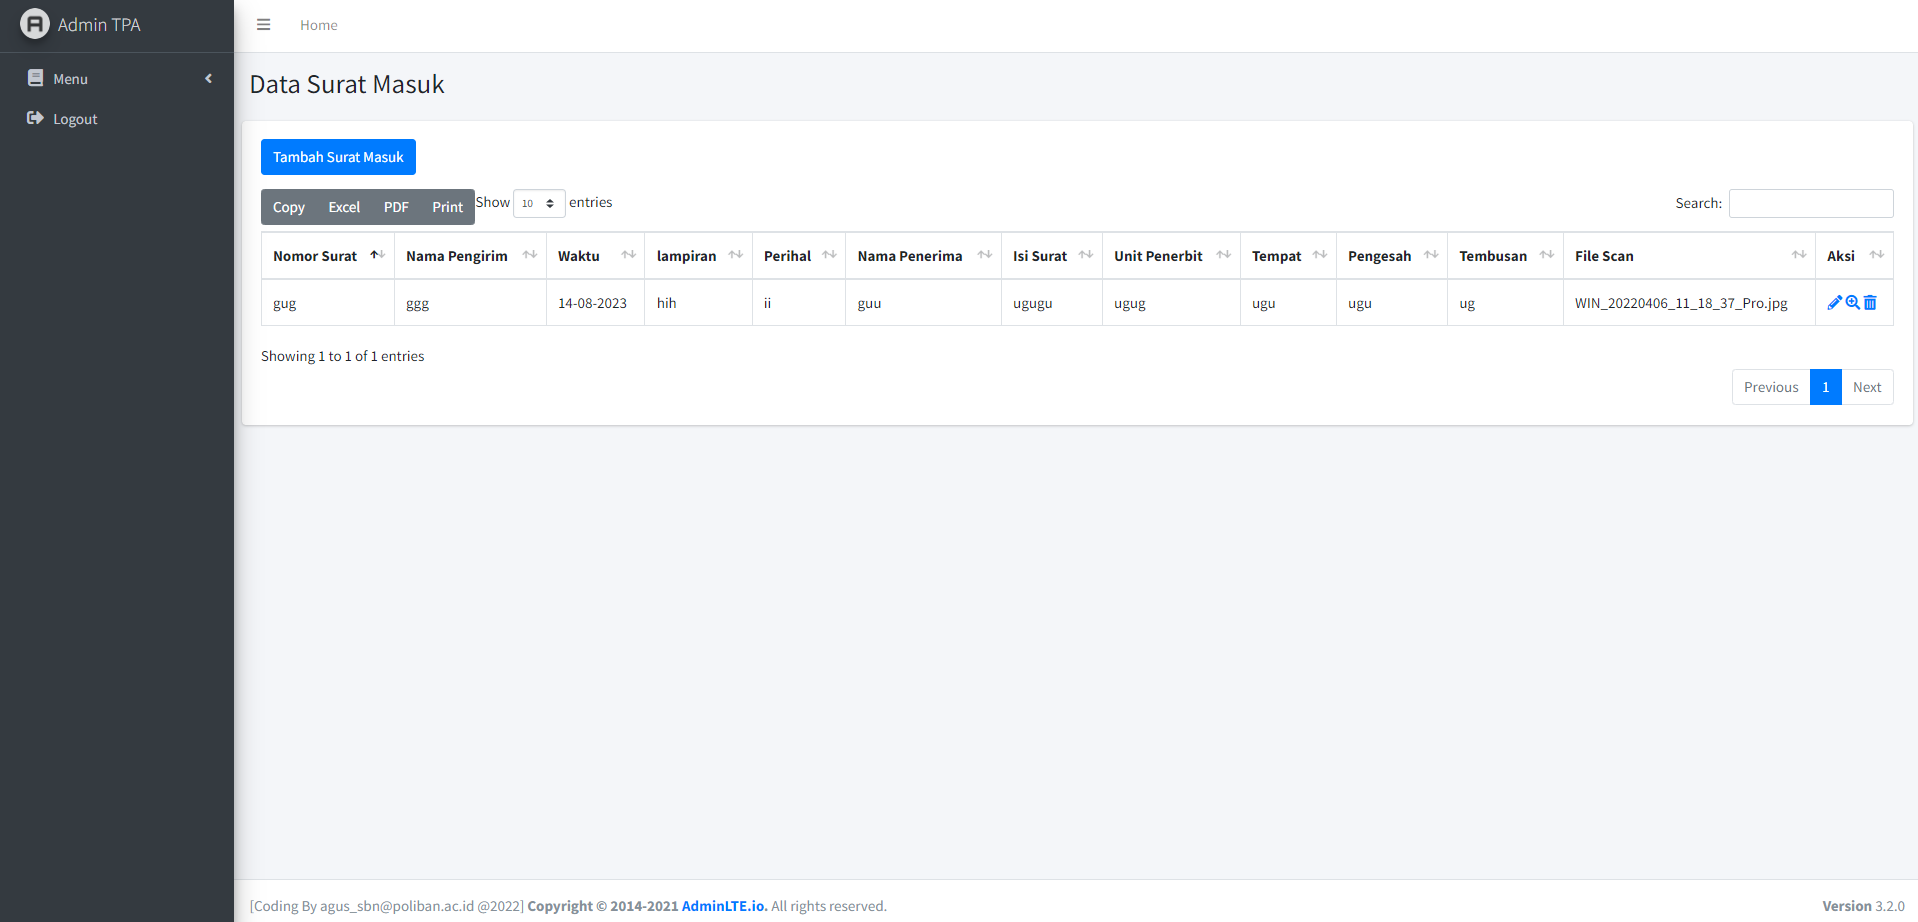 Admin TPA
Home
Menu
Logout
Data Surat Masuk
Tambah Surat Masuk
Copy Excel PDF Print Show 10 entries Search:
Nomor Surat Nama Pengirim Waktu lampiran Perihal Nama Penerima Isi Surat Unit Penerbit Tempat Pengesah Tembusan File Scan Aksi
gug ggg 14-08-2023 hih ii guu ugugu ugug ugu ugu ug WIN_20220406_11_18_37_Pro.jpg
Showing 1 to 1 of 1 entries
Previous 1 Next
[Coding By agus_sbn@poliban.ac.id @2022] Copyright © 2014-2021 AdminLTE.io. All rights reserved. Version 3.2.0